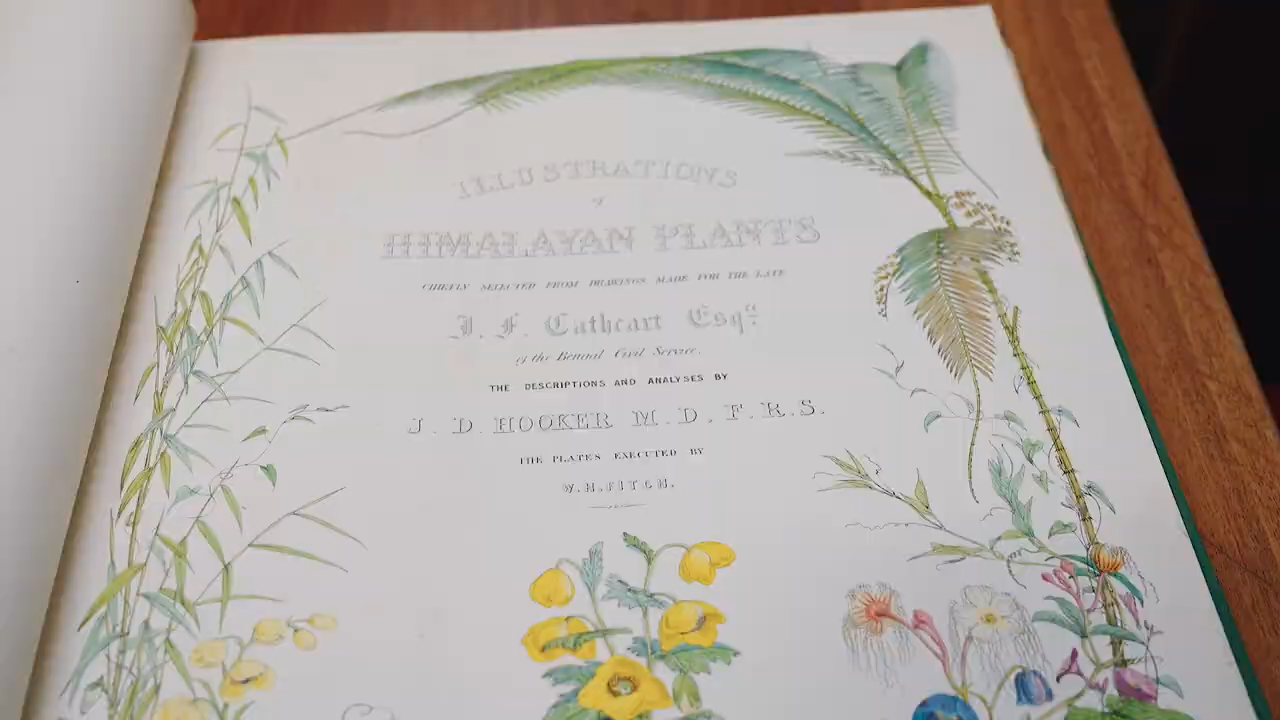 ILLUSTRATIONS
of
HIMALAYAN PLANTS
CHIEFLY SELECTED FROM DRAWINGS MADE FOR THE LATE
J. F. Cathcart Esqre
of the Bengal Civil Service.
THE DESCRIPTIONS AND ANALYSES BY
J. D. HOOKER M. D., F. R. S.
THE PLATES EXECUTED BY
W. H. FITCH.